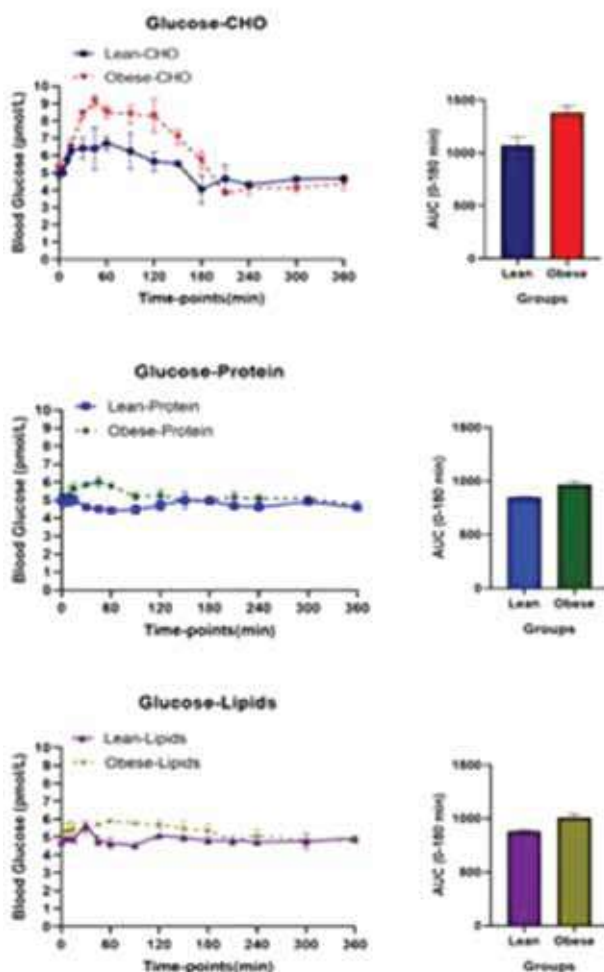 Glucose-CHO
Lean-CHO
Obese-CHO
Blood Glucose (pmol/L)
10
9
8
7
6
5
4
3
2
1
0
0 60 120 180 240 300 360
Time-points(min)
AUC (0-180 min)
1500
1000
500
0
Lean Obese
Groups
Glucose-Protein
Lean-Protein
Obese-Protein
Blood Glucose (pmol/L)
10
9
8
7
6
5
4
3
2
1
0
0 60 120 180 240 300 360
Time-points(min)
AUC (0-180 min)
1500
1000
500
0
Lean Obese
Groups
Glucose-Lipids
Lean-Lipids
Obese-Lipids
Blood Glucose (pmol/L)
10
9
8
7
6
5
4
3
2
1
0
0 60 120 180 240 300 360
Time-points(min)
AUC (0-180 min)
1500
1000
500
0
Lean Obese
Groups